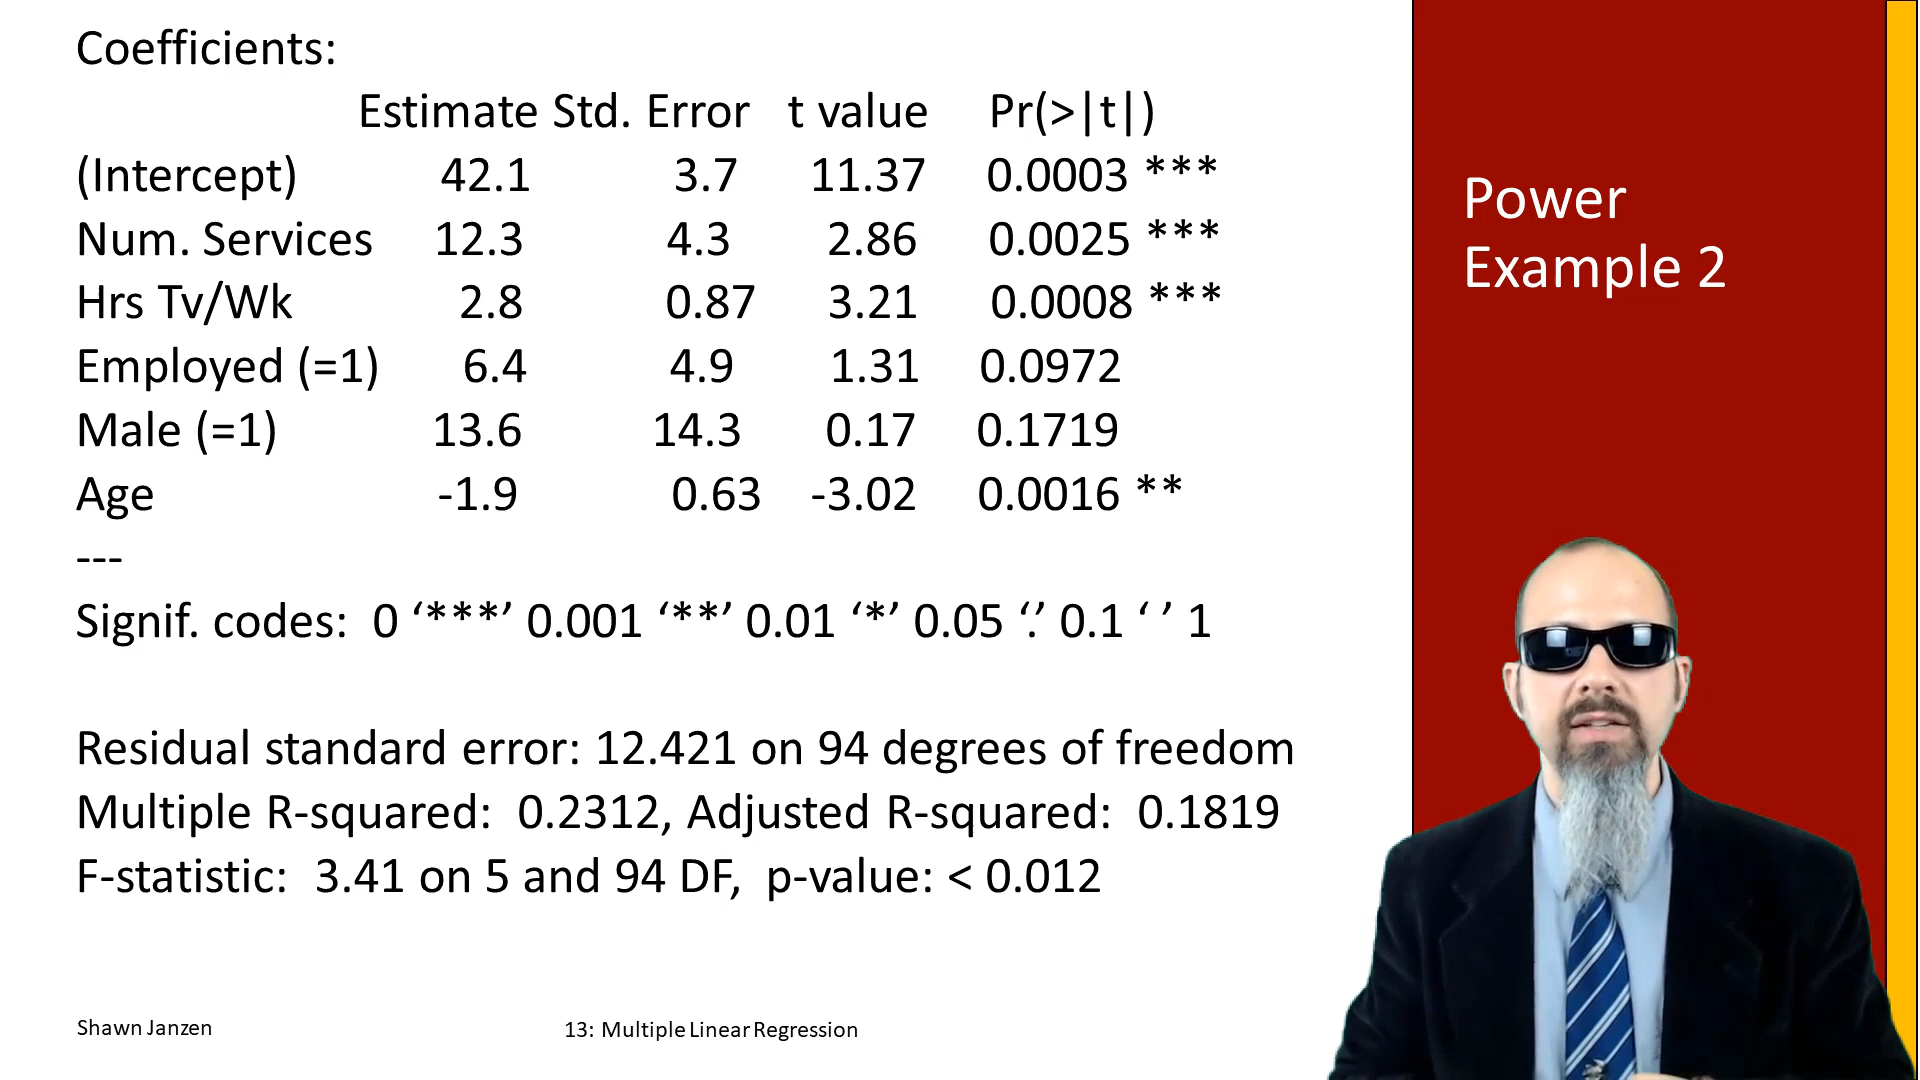 Coefficients:
Estimate Std. Error t value Pr(>|t|)
(Intercept) 42.1 3.7 11.37 0.0003 ***
Num. Services 12.3 4.3 2.86 0.0025 ***
Hrs Tv/Wk 2.8 0.87 3.21 0.0008 ***
Employed (=1) 6.4 4.9 1.31 0.0972
Male (=1) 13.6 14.3 0.17 0.1719
Age -1.9 0.63 -3.02 0.0016 **
---
Signif. codes: 0 ‘***’ 0.001 ‘**’ 0.01 ‘*’ 0.05 ‘.’ 0.1 ‘ ’ 1
Residual standard error: 12.421 on 94 degrees of freedom
Multiple R-squared: 0.2312, Adjusted R-squared: 0.1819
F-statistic: 3.41 on 5 and 94 DF, p-value: < 0.012
Power
Example 2
Shawn Janzen
13: Multiple Linear Regression